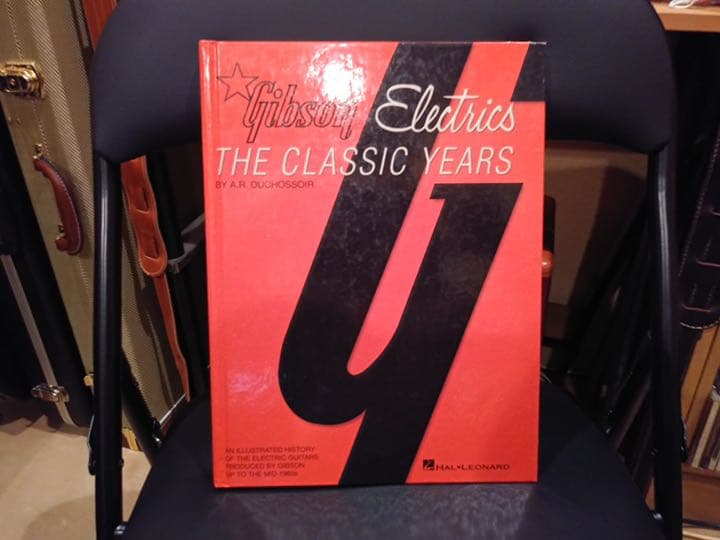 Gibson Electrics
THE CLASSIC YEARS
BY A.R. DUCHOSSOIR
AN ILLUSTRATED HISTORY
OF THE ELECTRIC GUITARS
PRODUCED BY GIBSON
UP TO THE MID-1960s
HAL•LEONARD